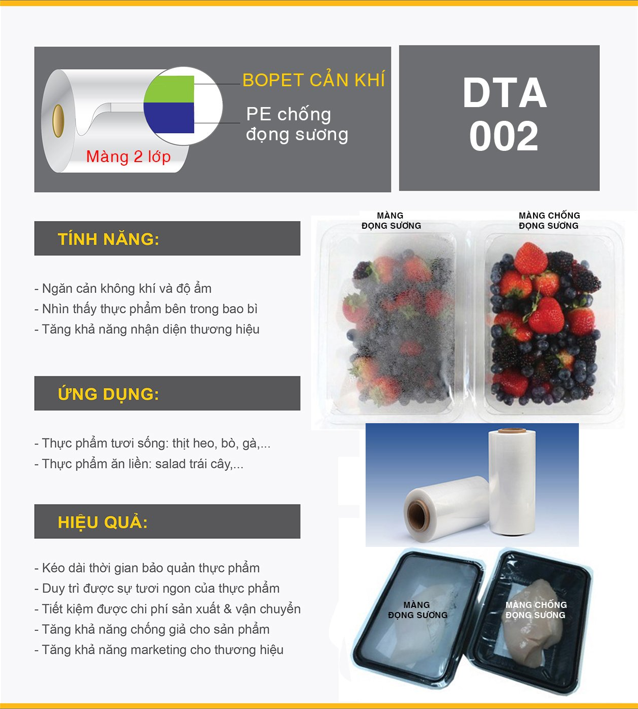 BOPET CẢN KHÍ
PE chống
đọng sương
Màng 2 lớp
DTA
002
TÍNH NĂNG:
- Ngăn cản không khí và độ ẩm
- Nhìn thấy thực phẩm bên trong bao bì
- Tăng khả năng nhận diện thương hiệu
MÀNG
ĐỌNG SƯƠNG
MÀNG CHỐNG
ĐỌNG SƯƠNG
ỨNG DỤNG:
- Thực phẩm tươi sống: thịt heo, bò, gà,...
- Thực phẩm ăn liền: salad trái cây,...
HIỆU QUẢ:
- Kéo dài thời gian bảo quản thực phẩm
- Duy trì được sự tươi ngon của thực phẩm
- Tiết kiệm được chi phí sản xuất & vận chuyển
- Tăng khả năng chống giả cho sản phẩm
- Tăng khả năng marketing cho thương hiệu
MÀNG
ĐỌNG SƯƠNG
MÀNG CHỐNG
ĐỌNG SƯƠNG